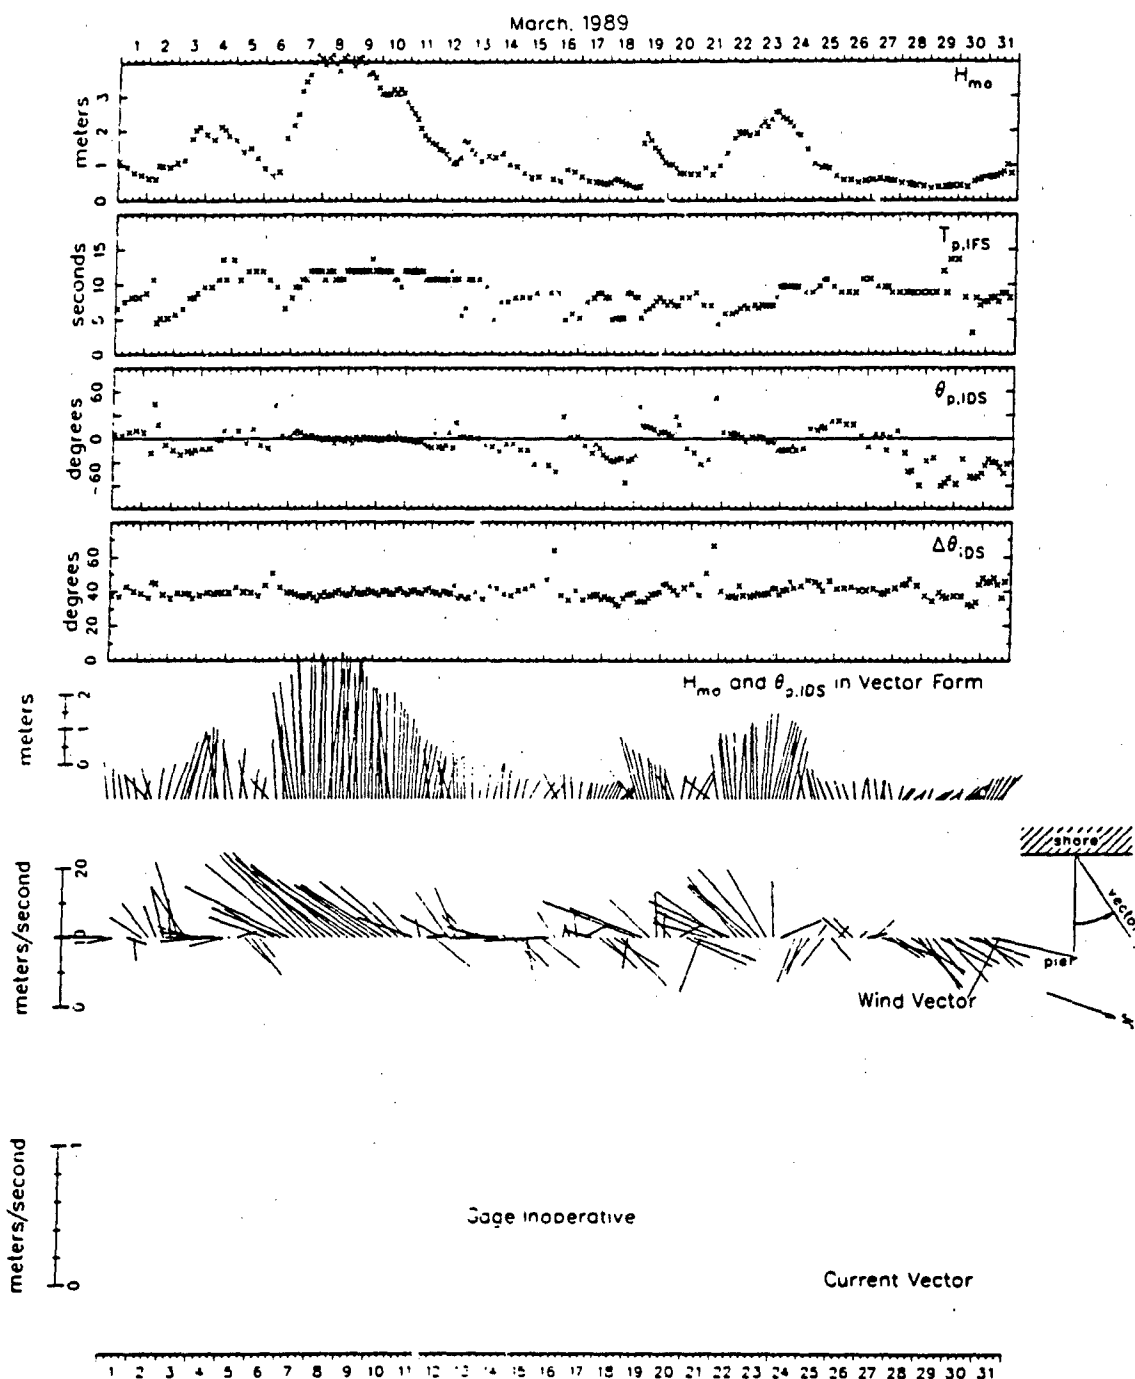 March, 1989
1 2 3 4 5 6 7 8 9 10 11 12 13 14 15 16 17 18 19 20 21 22 23 24 25 26 27 28 29 30 31
Hmo
meters
3
2
1
0
Tp,IFS
seconds
15
10
5
0
θp,IDS
degrees
60
0
-60
ΔθIDS
degrees
60
40
20
0
Hmo and θp,IDS in Vector Form
meters
2
1
0
shore
vector
pier
meters/second
20
0
Wind Vector
meters/second
1
0
Gage Inoperative
Current Vector
1 2 3 4 5 6 7 8 9 10 11 12 13 14 15 16 17 18 19 20 21 22 23 24 25 26 27 28 29 30 31